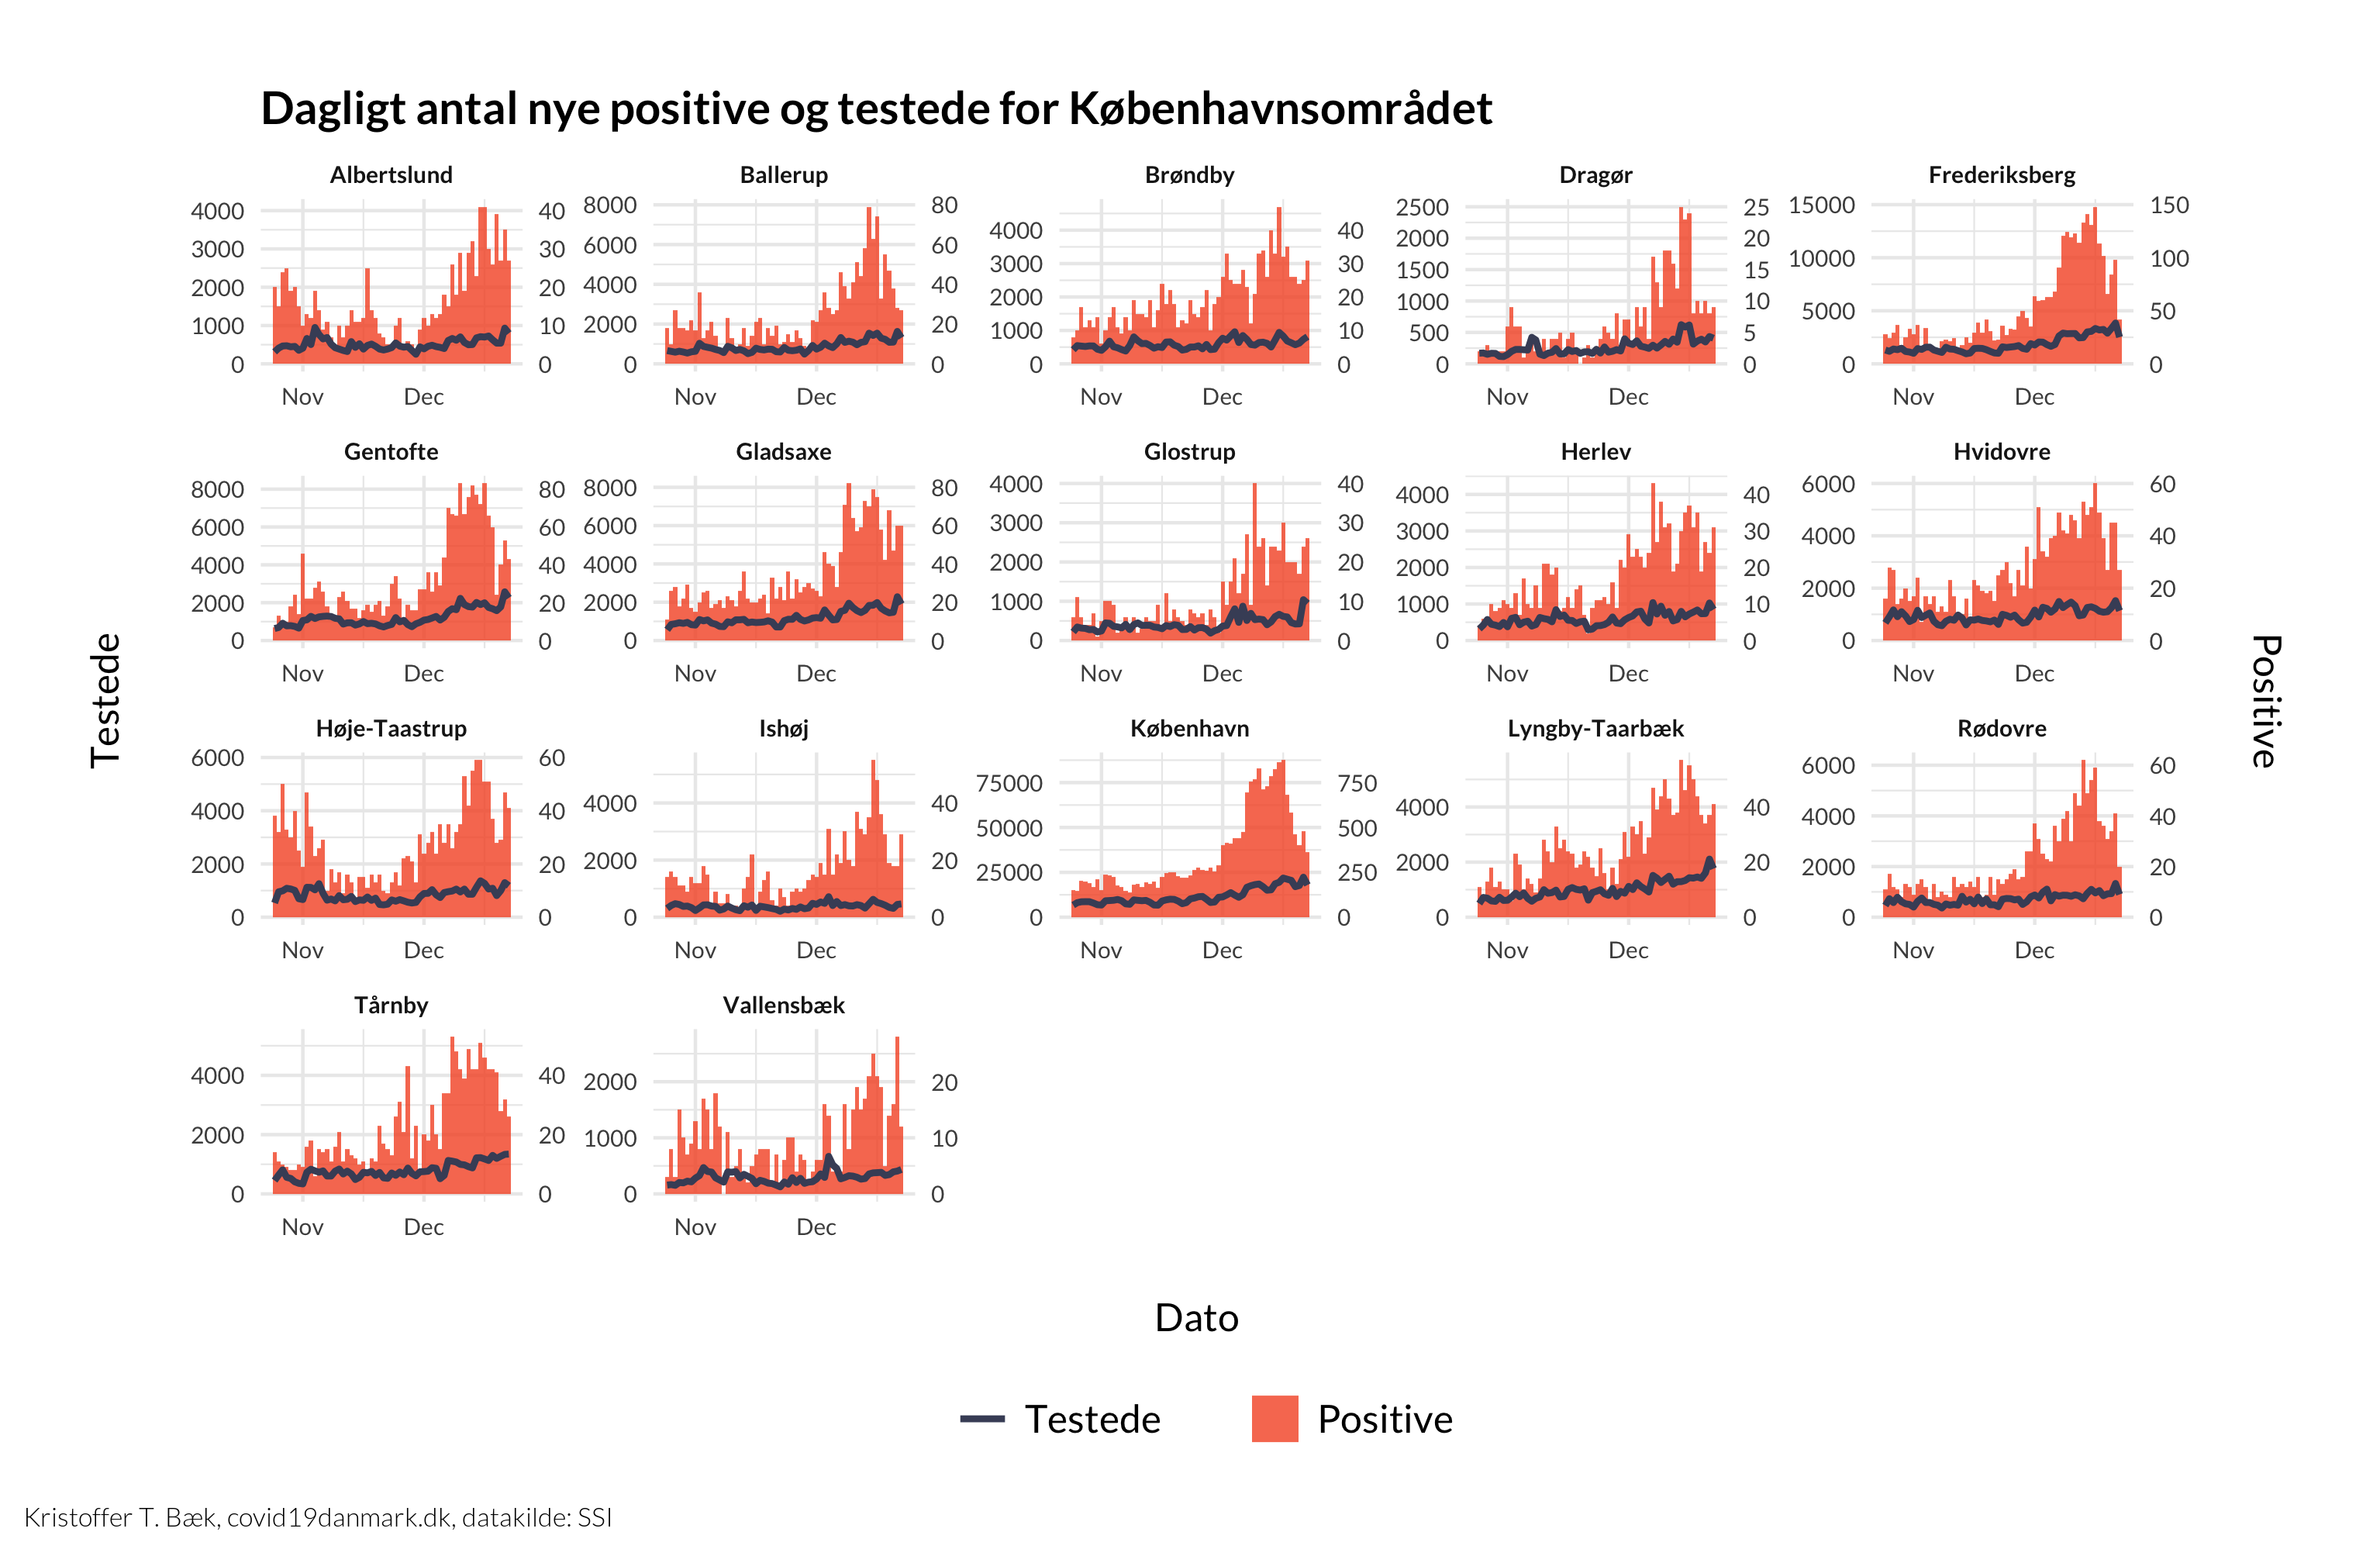 Dagligt antal nye positive og testede for Københavnsområdet
Albertslund Ballerup Brøndby Dragør Frederiksberg
4000 3000 2000 1000 0 40 30 20 10 0
8000 6000 4000 2000 0 80 60 40 20 0
4000 3000 2000 1000 0 40 30 20 10 0
2500 2000 1500 1000 500 0 25 20 15 10 5 0
15000 10000 5000 0 150 100 50 0
Nov Dec Nov Dec Nov Dec Nov Dec Nov Dec
Gentofte Gladsaxe Glostrup Herlev Hvidovre
8000 6000 4000 2000 0 80 60 40 20 0
8000 6000 4000 2000 0 80 60 40 20 0
4000 3000 2000 1000 0 40 30 20 10 0
4000 3000 2000 1000 0 40 30 20 10 0
6000 4000 2000 0 60 40 20 0
Nov Dec Nov Dec Nov Dec Nov Dec Nov Dec
Testede
Positive
Høje-Taastrup Ishøj København Lyngby-Taarbæk Rødovre
6000 4000 2000 0 60 40 20 0
4000 2000 0 40 20 0
75000 50000 25000 0 750 500 250 0
4000 2000 0 40 20 0
6000 4000 2000 0 60 40 20 0
Nov Dec Nov Dec Nov Dec Nov Dec Nov Dec
Tårnby Vallensbæk
4000 2000 0 40 20 0
2000 1000 0 20 10 0
Nov Dec Nov Dec
Dato
Testede Positive
Kristoffer T. Bæk, covid19danmark.dk, datakilde: SSI